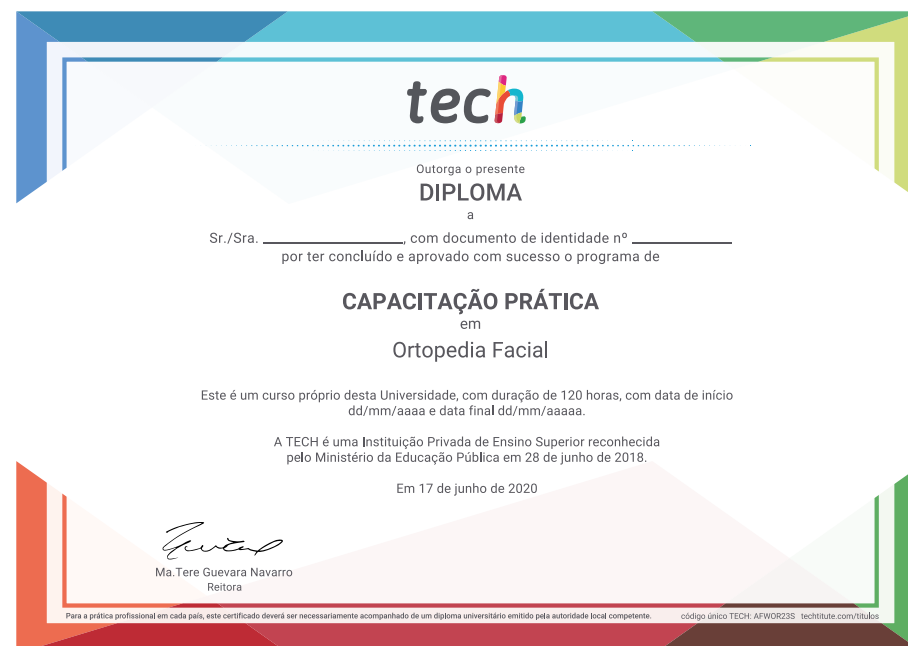 tech
Outorga o presente
DIPLOMA
a
Sr./Sra. ____________________, com documento de identidade nº ______________
por ter concluído e aprovado com sucesso o programa de
CAPACITAÇÃO PRÁTICA
em
Ortopedia Facial
Este é um curso próprio desta Universidade, com duração de 120 horas, com data de início
dd/mm/aaaa e data final dd/mm/aaaaa.
A TECH é uma Instituição Privada de Ensino Superior reconhecida
pelo Ministério da Educação Pública em 28 de junho de 2018.
Em 17 de junho de 2020
Ma.Tere Guevara Navarro
Reitora
Para a prática profissional em cada país, este certificado deverá ser necessariamente acompanhado de um diploma universitário emitido pela autoridade local competente. código único TECH: AFWOR23S techtitute.com/titulos